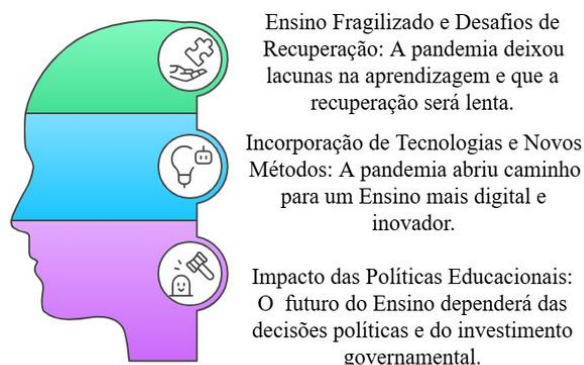 Ensino Fragilizado e Desafios de
Recuperação: A pandemia deixou
lacunas na aprendizagem e que a
recuperação será lenta.
Incorporação de Tecnologias e Novos
Métodos: A pandemia abriu caminho
para um Ensino mais digital e
inovador.
Impacto das Políticas Educacionais:
O futuro do Ensino dependerá das
decisões políticas e do investimento
governamental.